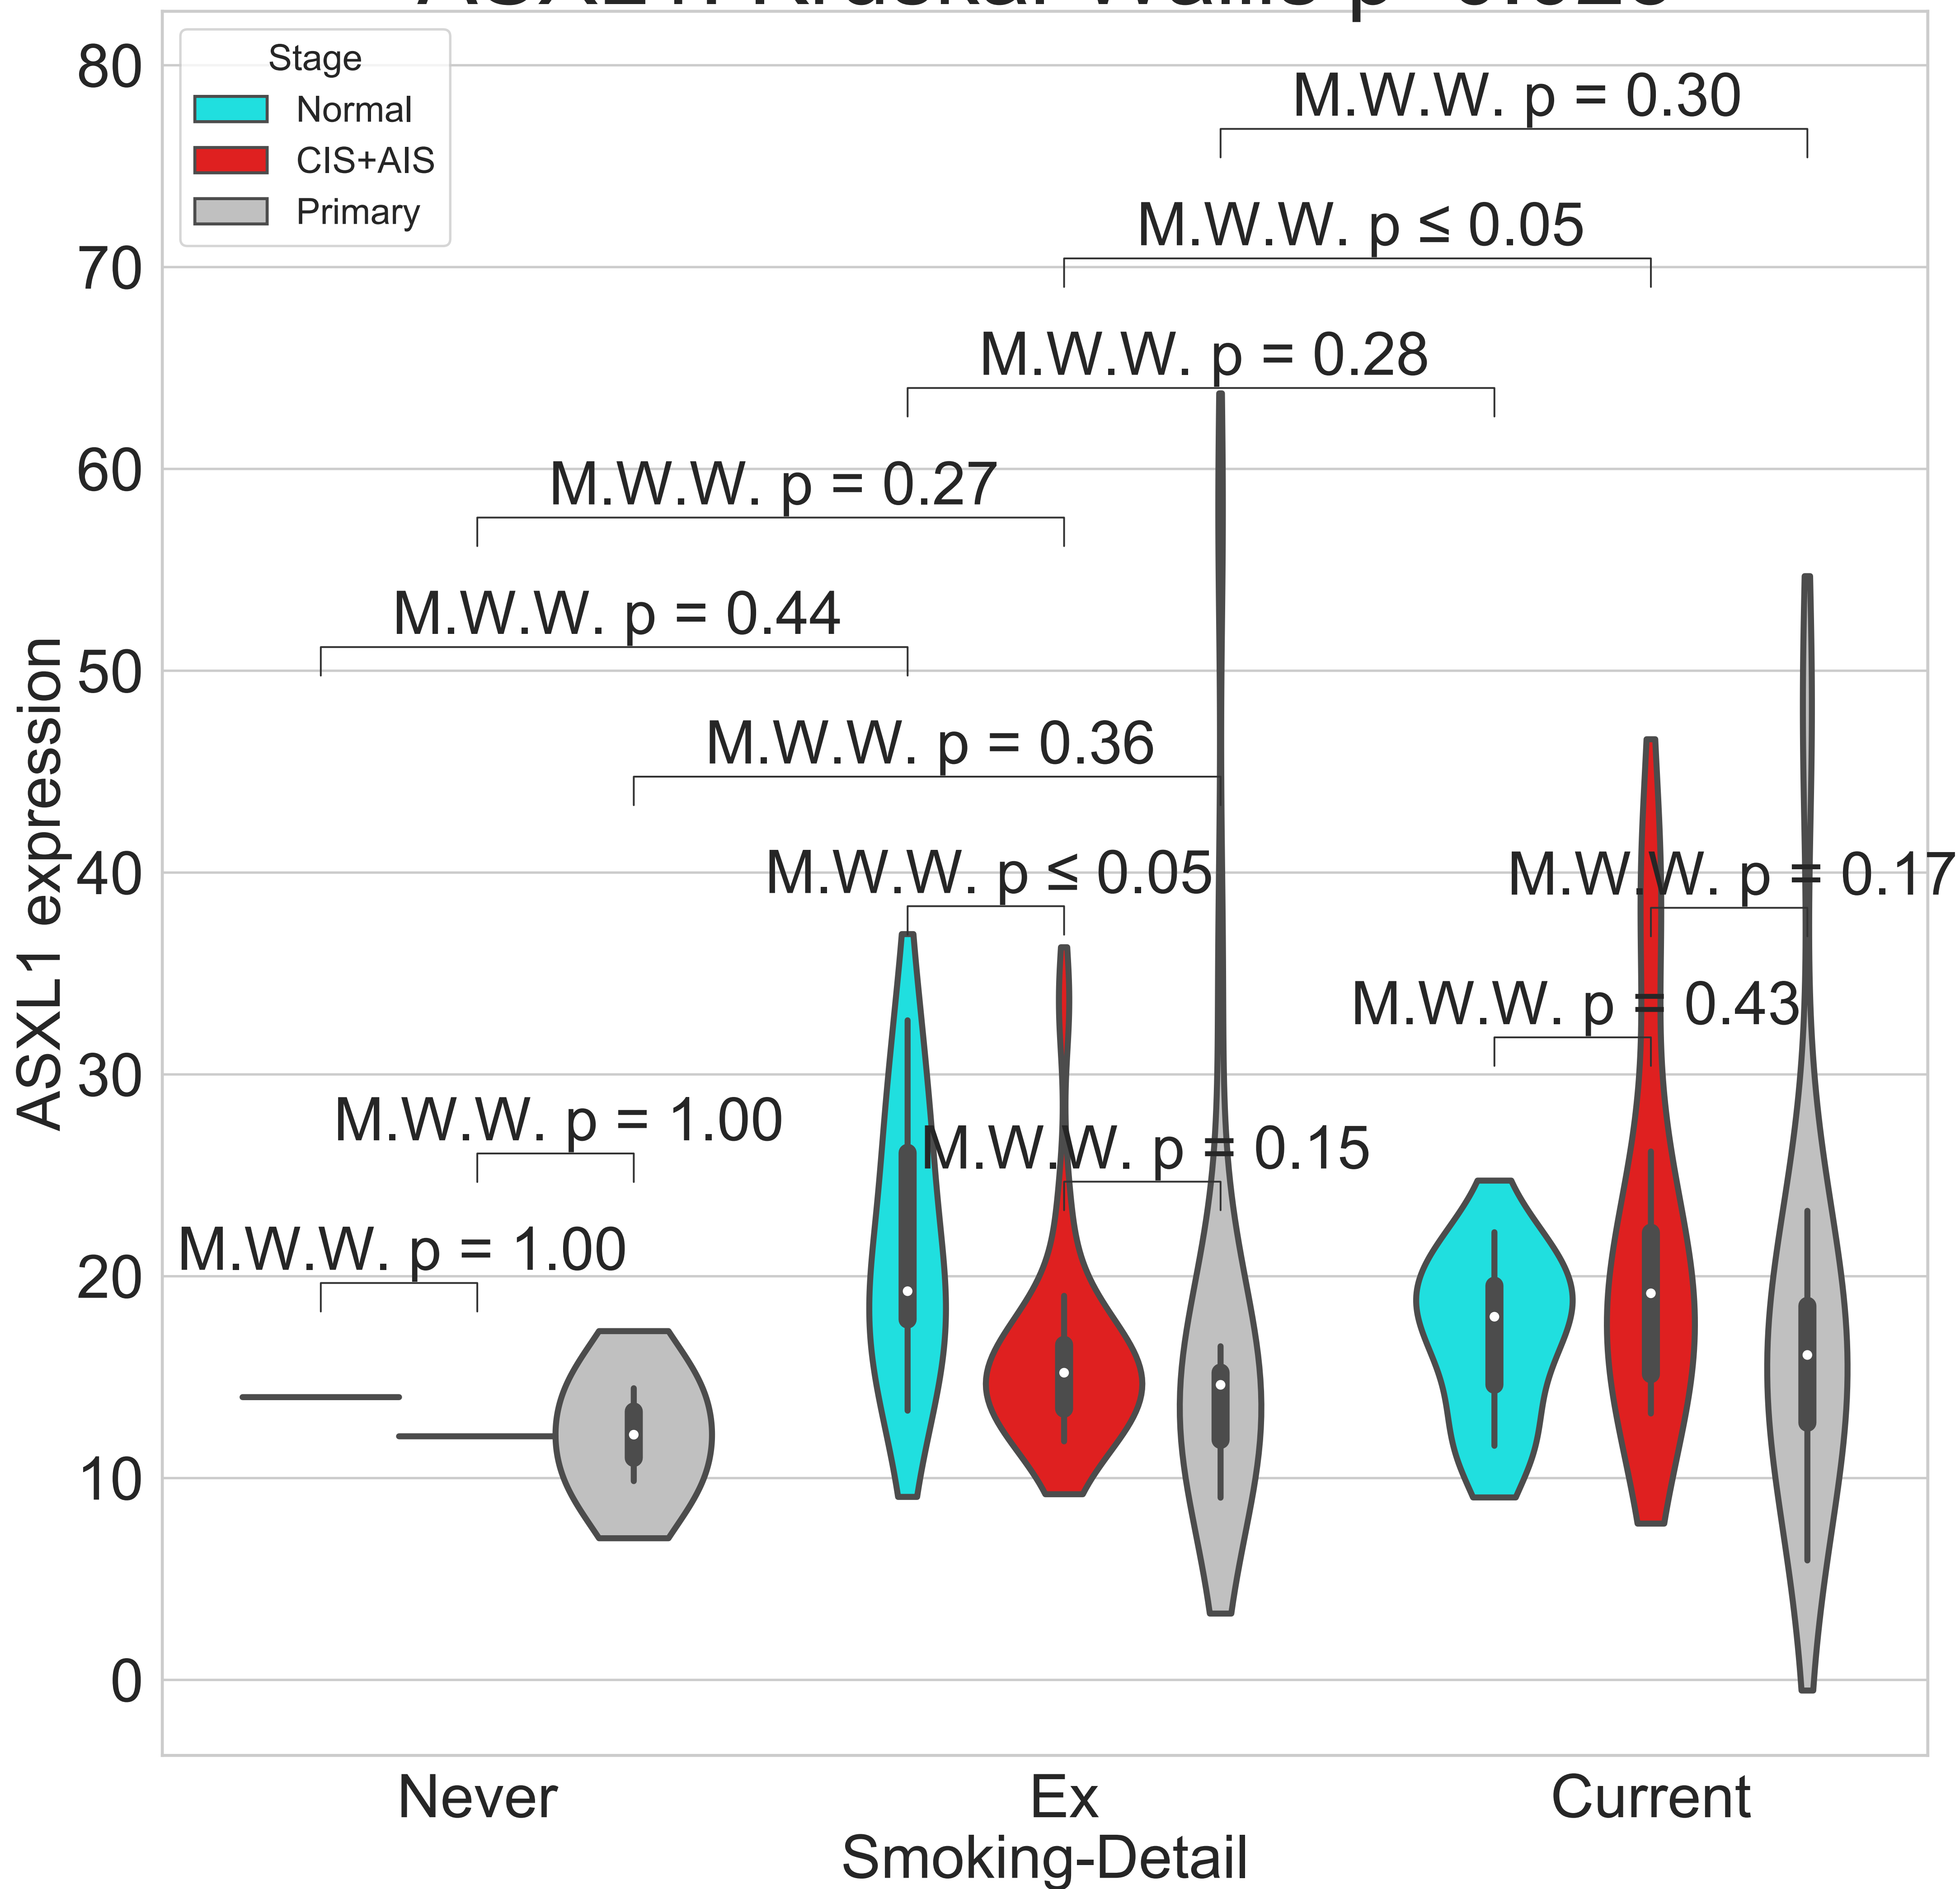 80
70
60
50
40
30
20
10
0
ASXL1 expression
Stage
Normal
CIS+AIS
Primary
M.W.W. p = 0.30
M.W.W. p ≤ 0.05
M.W.W. p = 0.28
M.W.W. p = 0.27
M.W.W. p = 0.44
M.W.W. p = 0.36
M.W.W. p ≤ 0.05
M.W.W. p = 0.17
M.W.W. p = 0.43
M.W.W. p = 1.00
M.W.W. p = 0.15
M.W.W. p = 1.00
Never
Ex
Current
Smoking-Detail